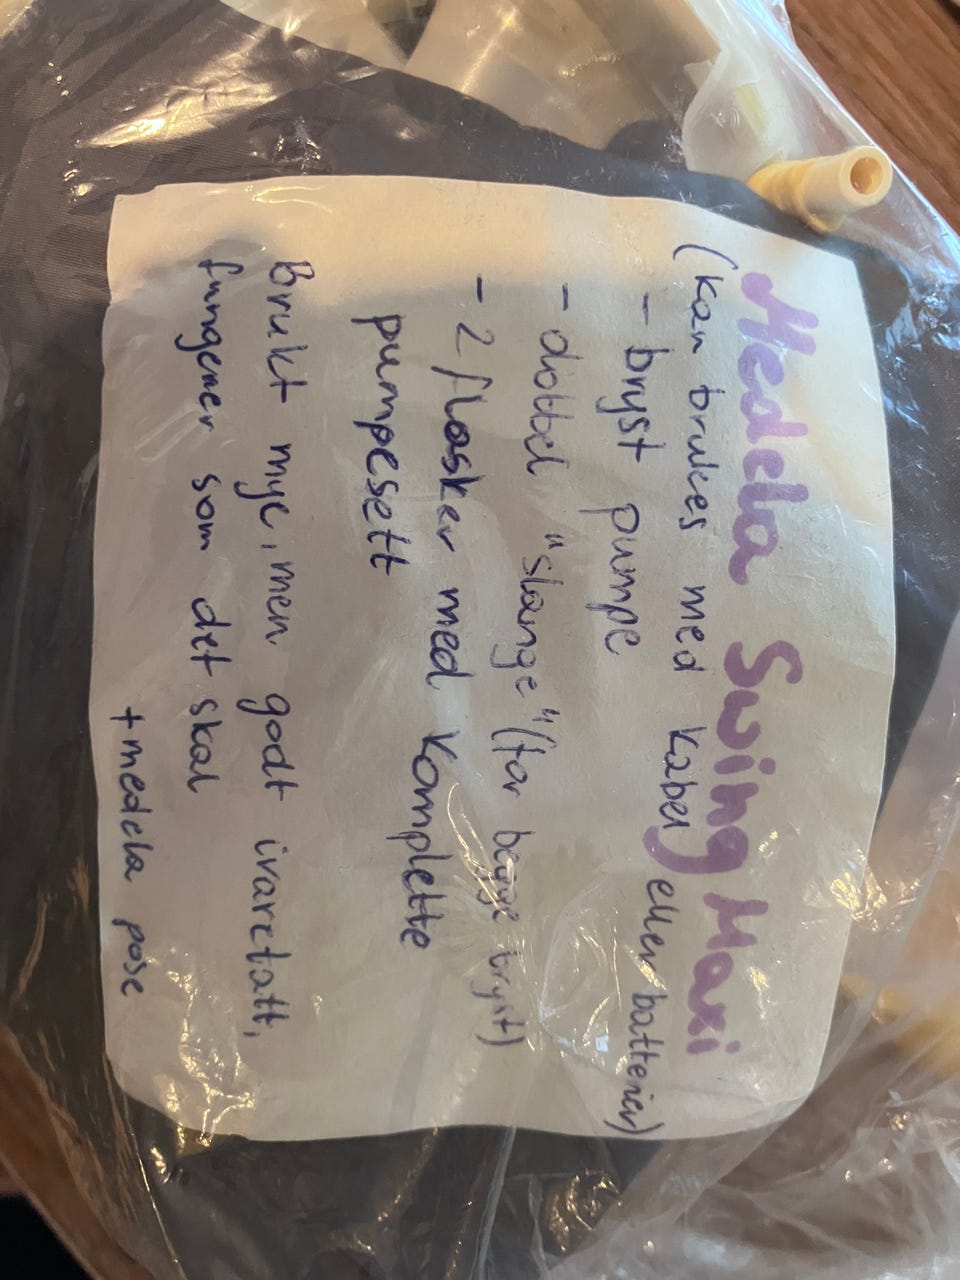 Medela Swing Maxi
(kan brukes med kabel eller batterier)
- bryst pumpe
- dobbel "slange" (for begge bryst)
- 2 flasker med komplette
pumpesett
Brukt mye, men godt ivaretatt,
fungerer som det skal
+ medela pose